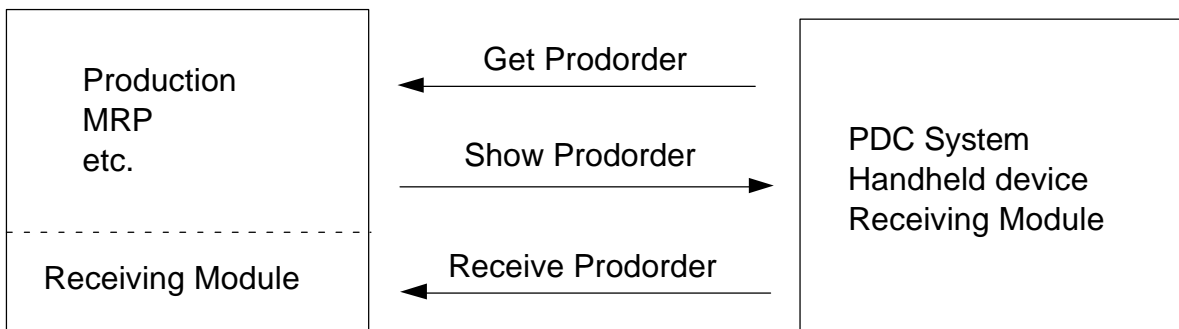 Production
MRP
etc.
Receiving Module
Get Prodorder
Show Prodorder
Receive Prodorder
PDC System
Handheld device
Receiving Module